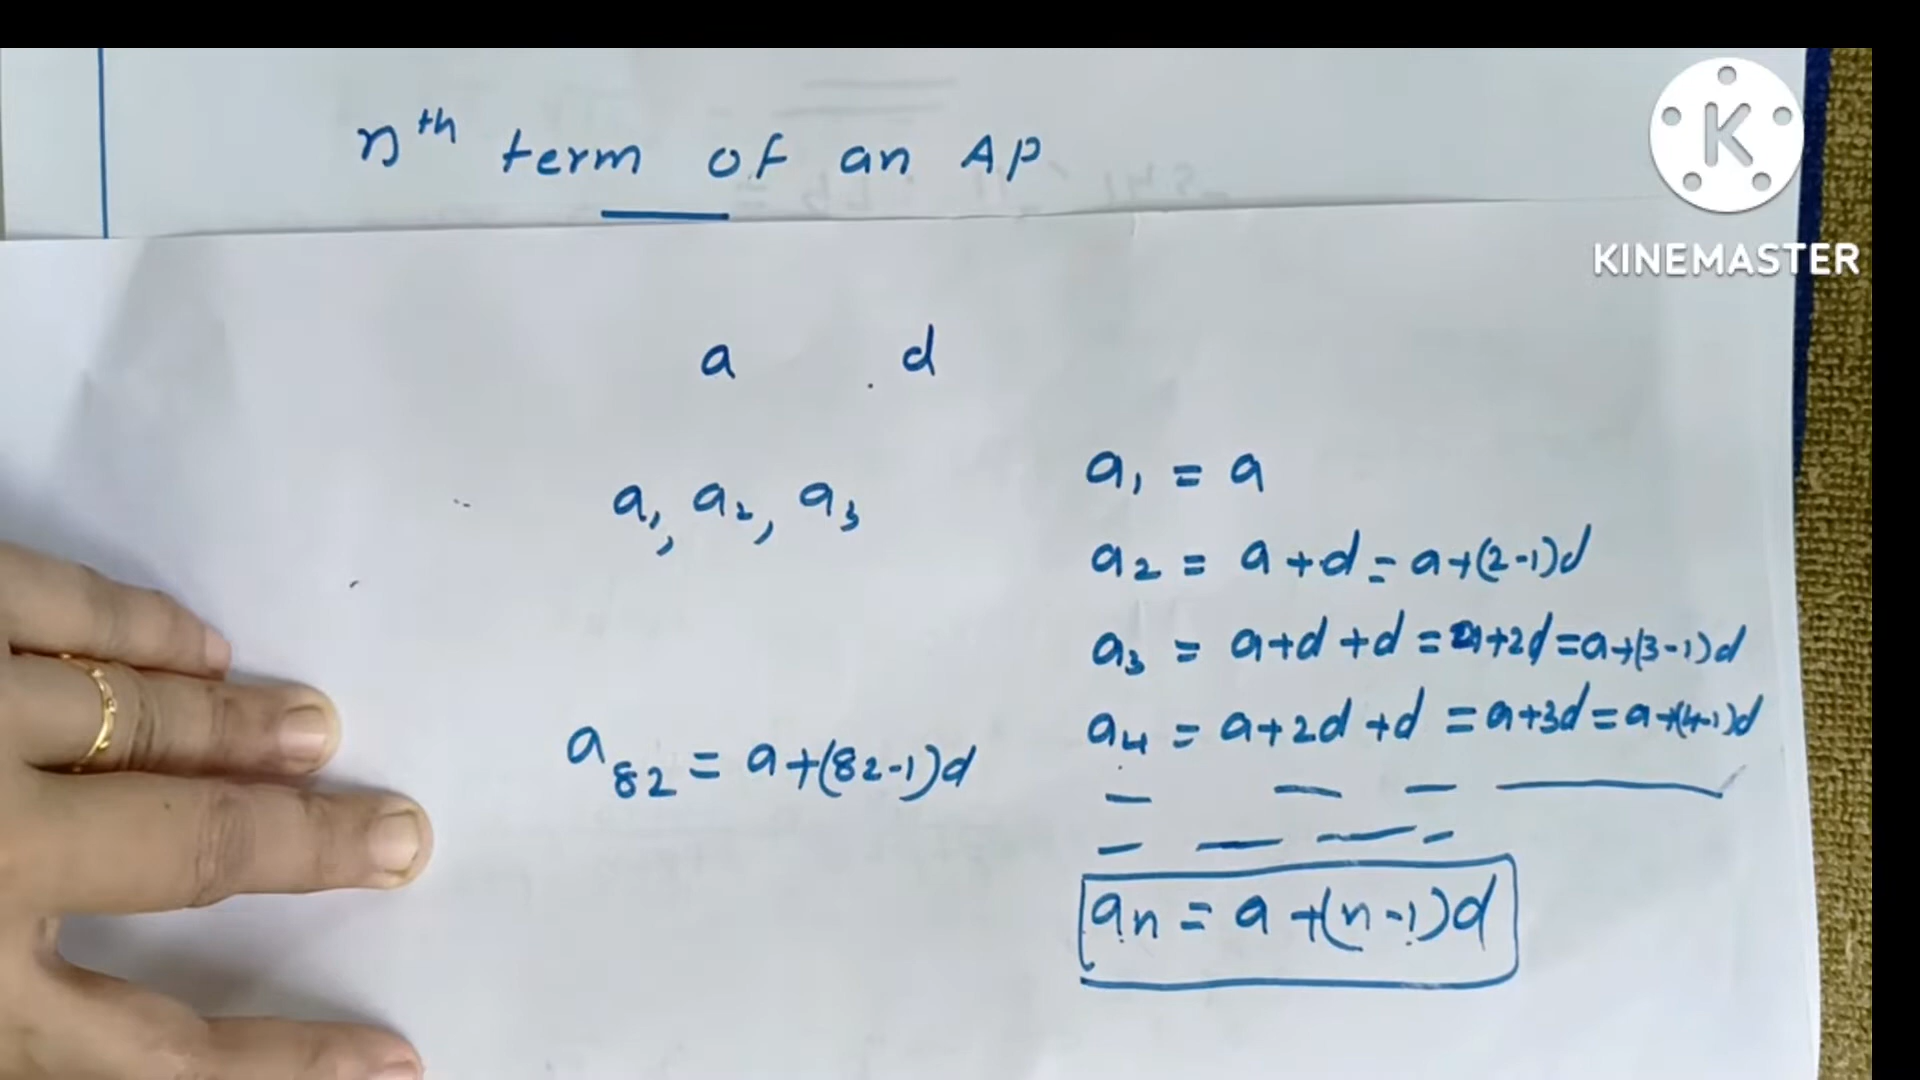 nth term of an AP
K
KINEMASTER
a d
a1, a2, a3
a1 = a
a2 = a+d = a+(2-1)d
a3 = a+d+d = a+2d = a+(3-1)d
a4 = a+2d+d = a+3d = a+(4-1)d
a82 = a+(82-1)d
an = a+(n-1)d